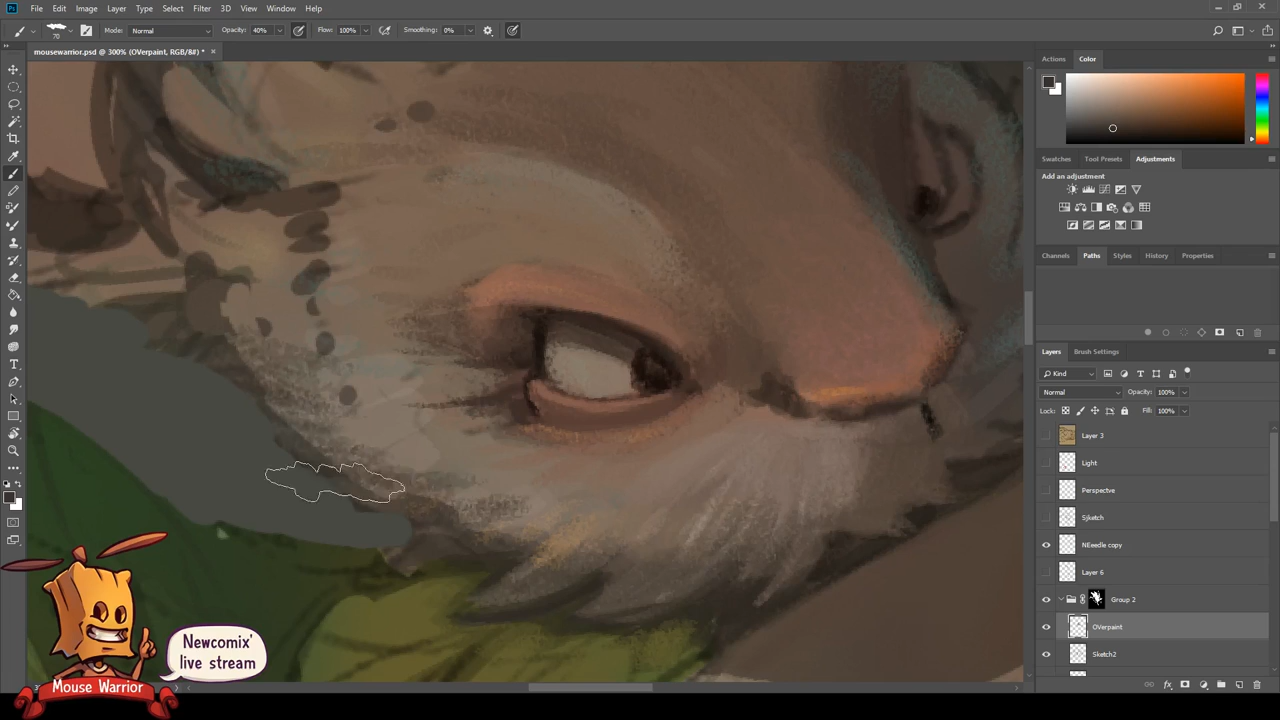 File Edit Image Layer Type Select Filter 3D View Window Help
70 Mode: Normal Opacity: 40% Flow: 100% Smoothing: 0%
mousewarrior.psd @ 300% (OVerpaint, RGB/8#) *
Actions Color
Swatches Tool Presets Adjustments
Add an adjustment
Channels Paths Styles History Properties
Layers Brush Settings
Kind
Normal Opacity: 100%
Lock: Fill: 100%
Layer 3
Light
Perspectve
Sjketch
NEeedle copy
Layer 6
Group 2
OVerpaint
Sketch2
Newcomix'
live stream
Mouse Warrior